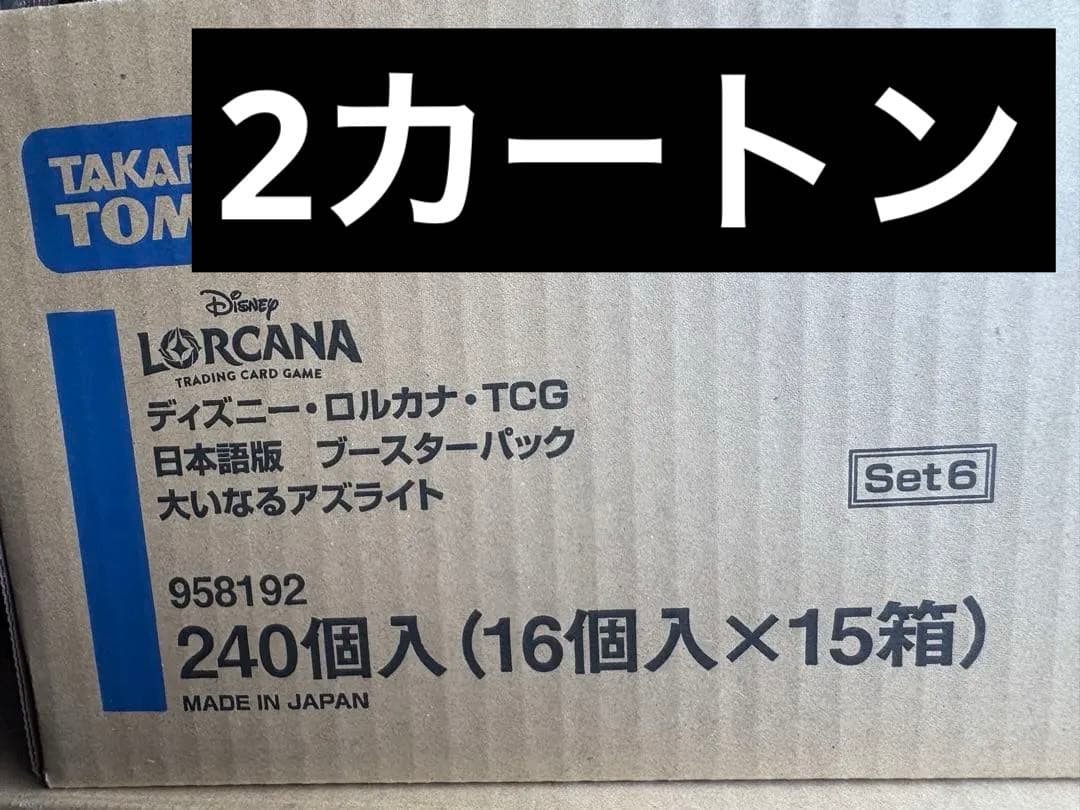 2カートン
TOM
Disney
LORCANA
TRADING CARD GAME
ディズニー・ロルカナ・TCG
日本語版 ブースターパック
大いなるアズライト
Set6
958192
240個入(16個入×15箱)
MADE IN JAPAN